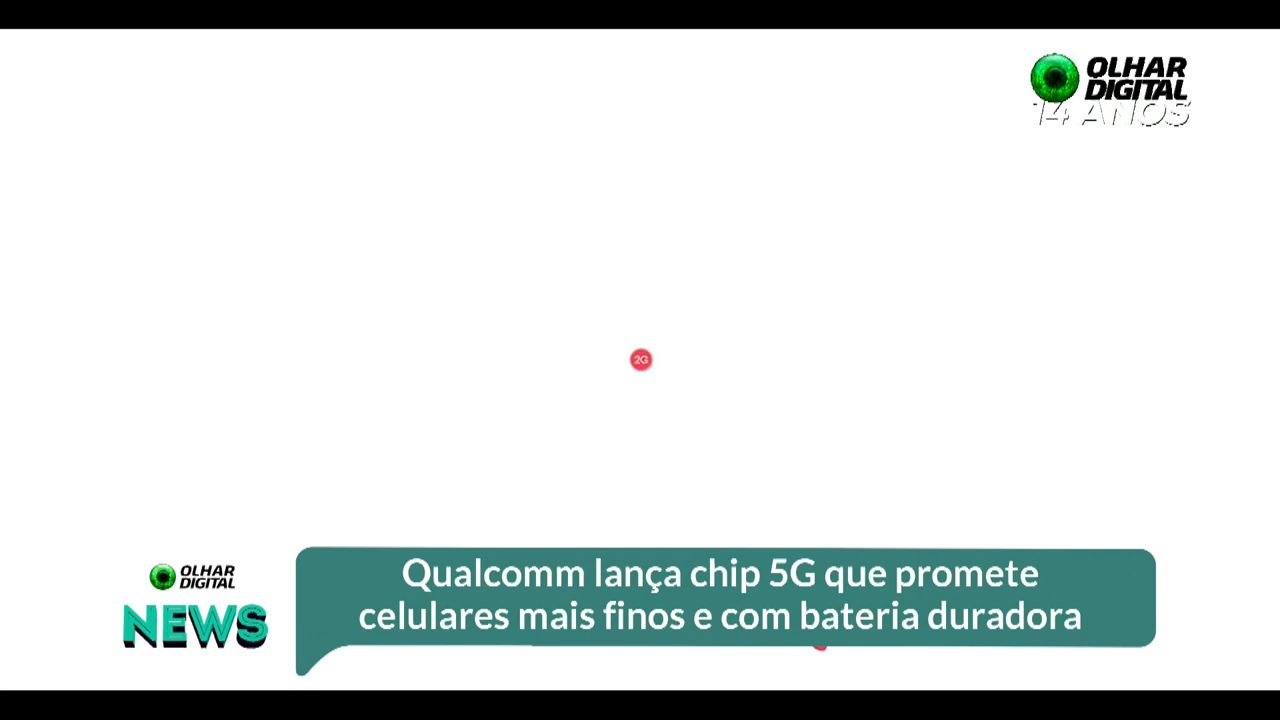 OLHAR
DIGITAL
14 ANOS
2G
OLHAR
DIGITAL
NEWS
Qualcomm lança chip 5G que promete
celulares mais finos e com bateria duradora